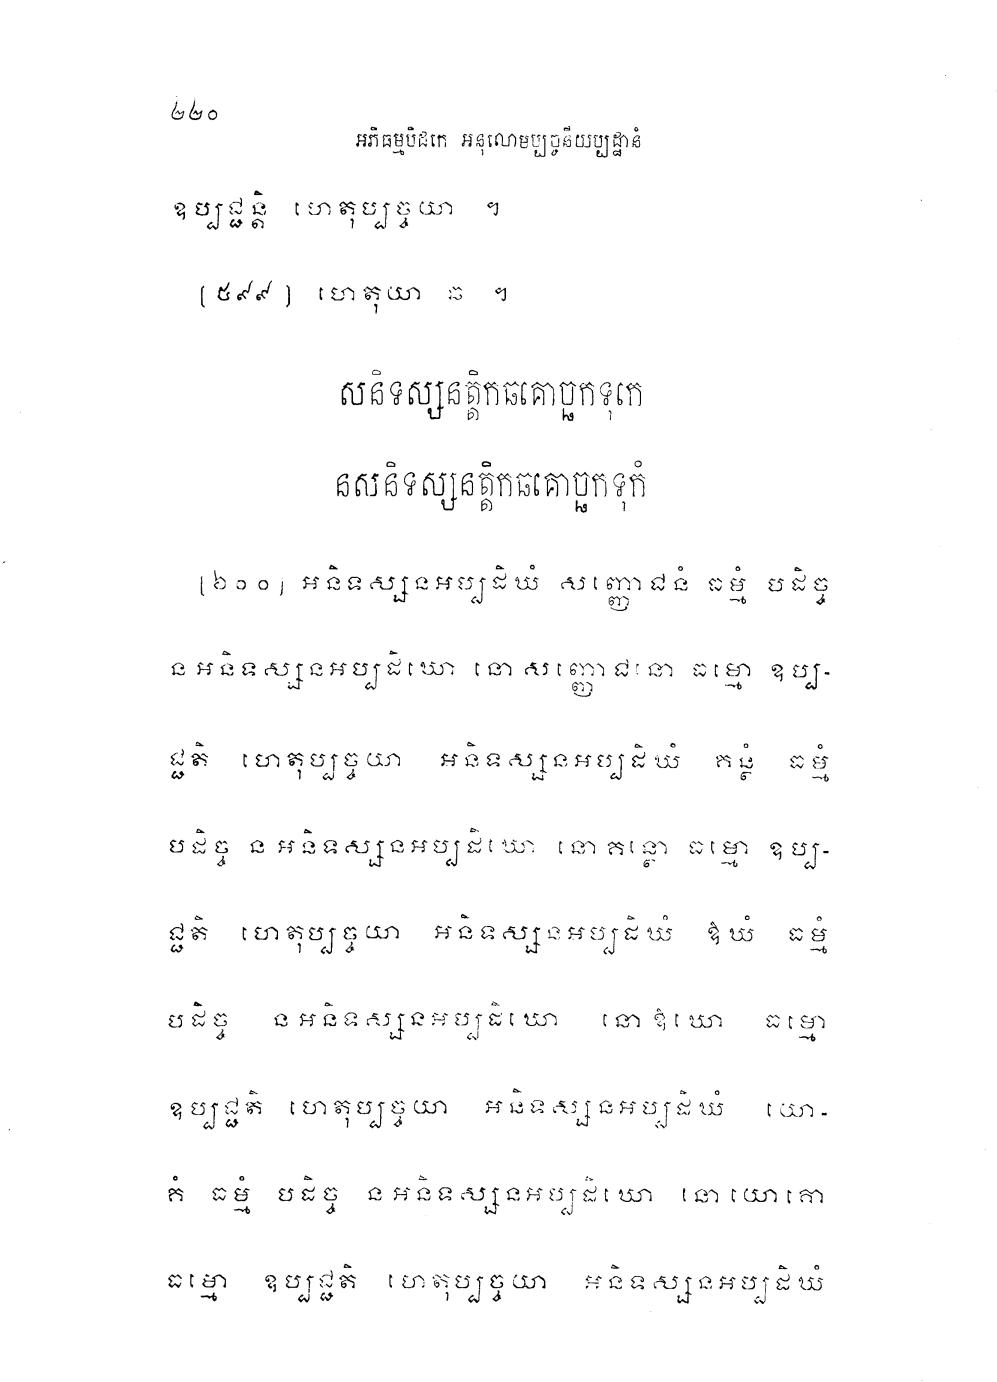 ២២០
អភិធម្មបិដកេ អនុលោមប្បច្ចនីយប្បដ្ឋានំ
ឧប្បជ្ជន្តិ ហេតុប្បច្ចយា ។
(៥៩៩) ហេតុយា ឆ ។
សនិទស្សនត្តិកធគោច្ឆកទុកេ
នសនិទស្សនត្តិកធគោច្ឆកទុកំ
(៦០០) អនិទស្សនអប្បដិឃំ សញ្ញោជនំ ធម្មំ បដិច្ច
ន អនិទស្សនអប្បដិឃោ នោ សញ្ញោជនោ ធម្មោ ឧប្ប-
ជ្ជតិ ហេតុប្បច្ចយា អនិទស្សនអប្បដិឃំ គន្ថំ ធម្មំ
បដិច្ច ន អនិទស្សនអប្បដិឃោ នោ គន្ថោ ធម្មោ ឧប្ប-
ជ្ជតិ ហេតុប្បច្ចយា អនិទស្សនអប្បដិឃំ ឱឃំ ធម្មំ
បដិច្ច ន អនិទស្សនអប្បដិឃោ នោ ឱឃោ ធម្មោ
ឧប្បជ្ជតិ ហេតុប្បច្ចយា អនិទស្សនអប្បដិឃំ យោ-
គំ ធម្មំ បដិច្ច ន អនិទស្សនអប្បដិឃោ នោ យោគោ
ធម្មោ ឧប្បជ្ជតិ ហេតុប្បច្ចយា អនិទស្សនអប្បដិឃំ